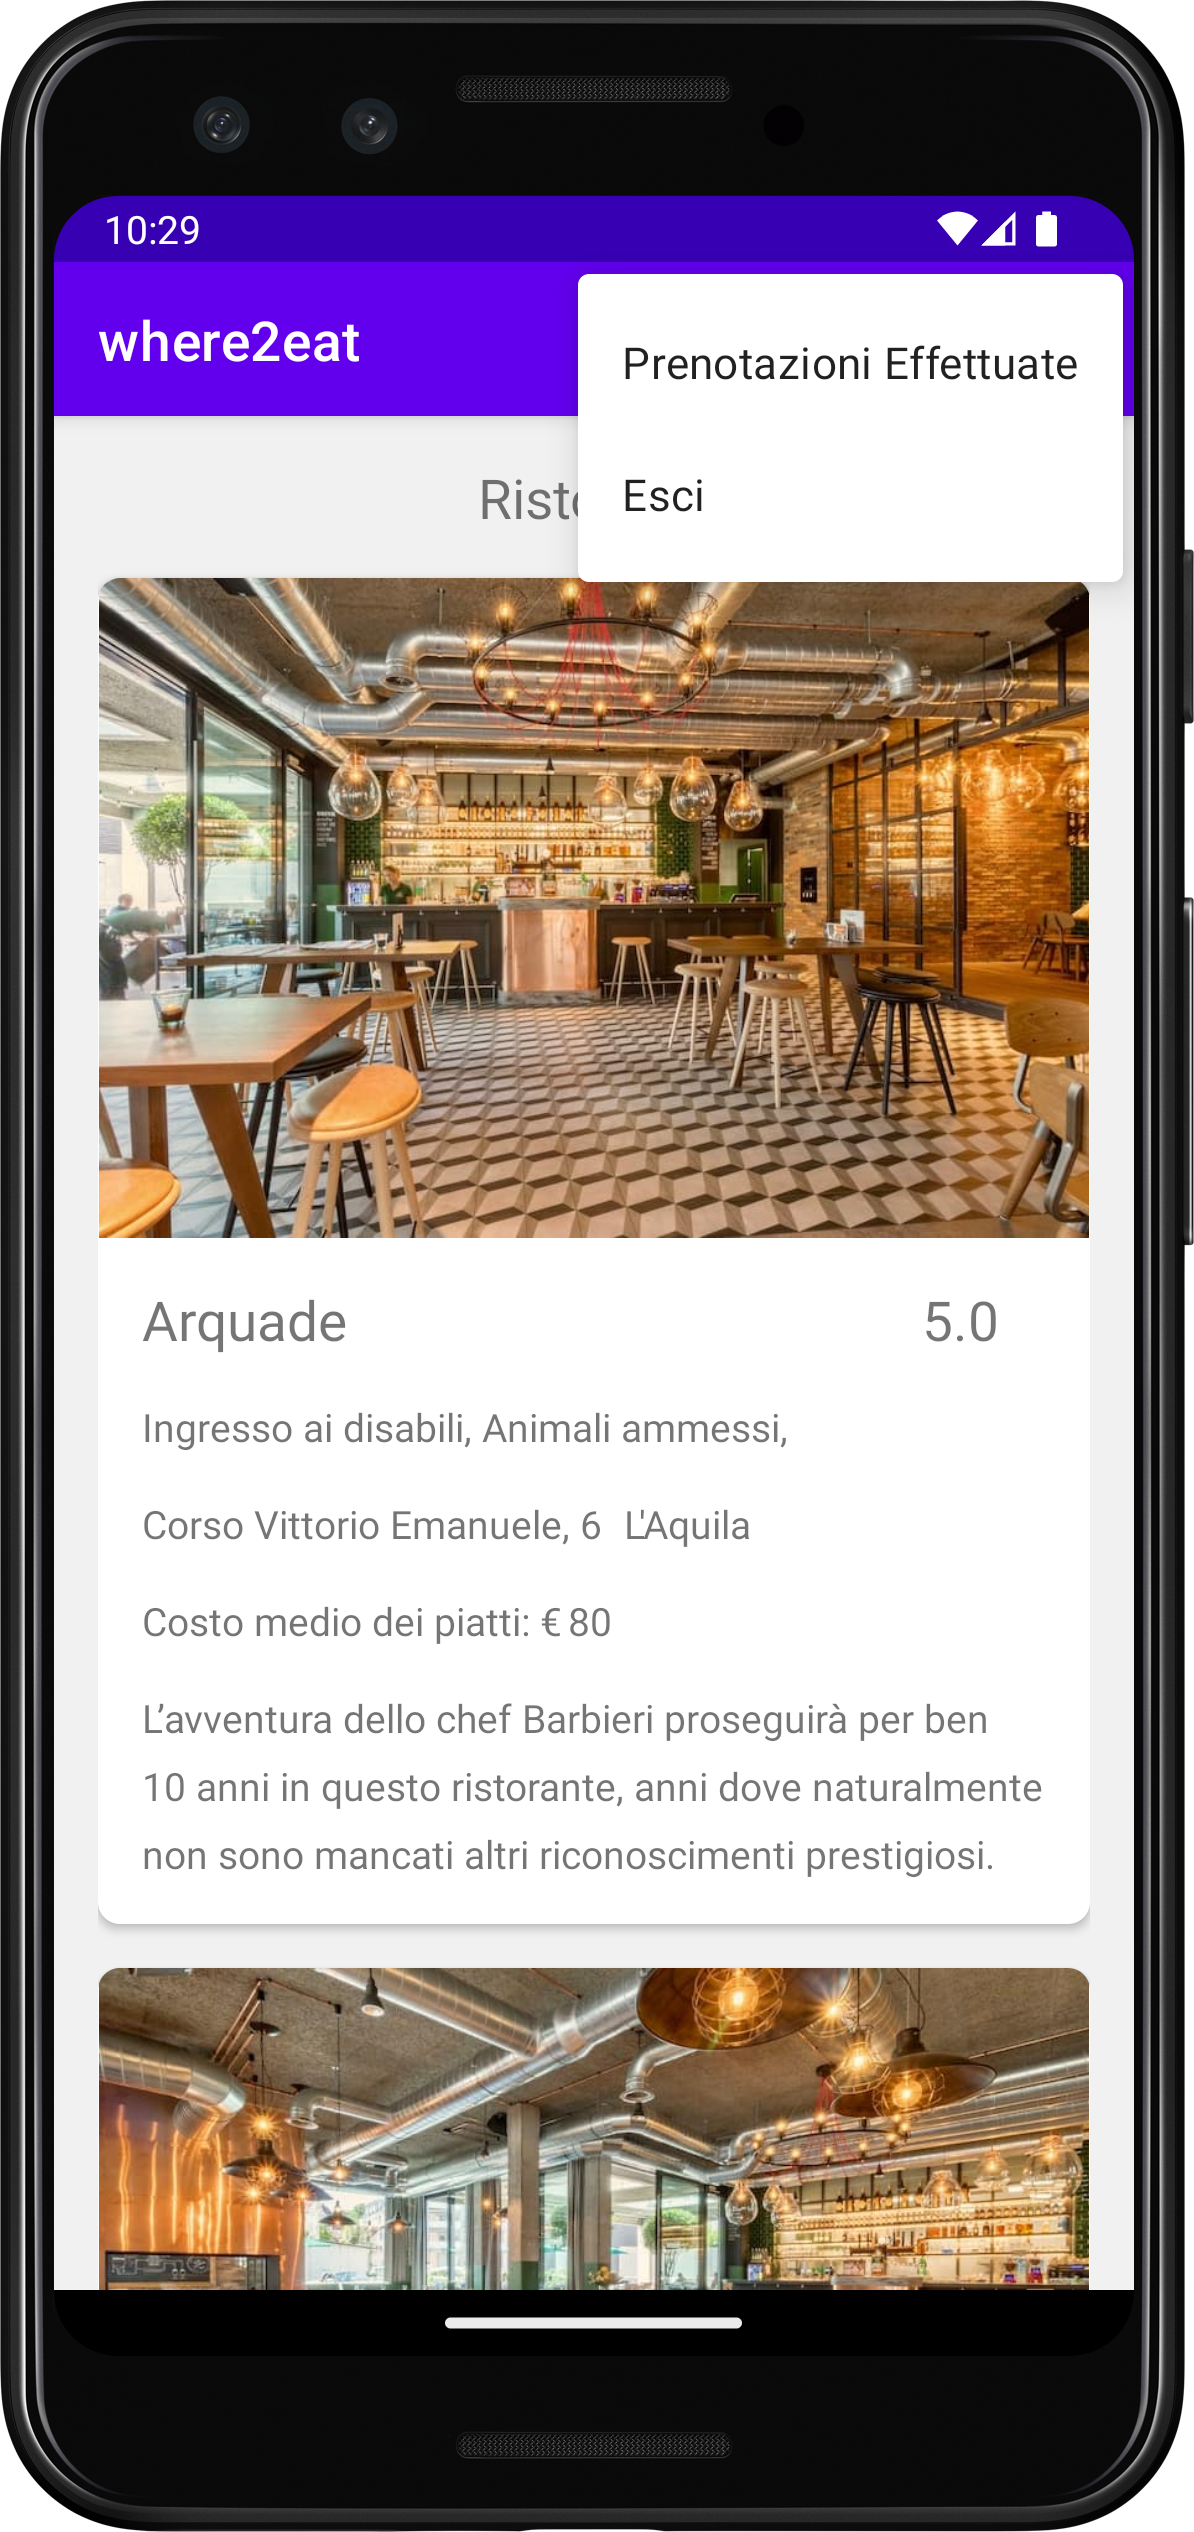 10:29
where2eat
Prenotazioni Effettuate
Esci
Arquade
5.0
Ingresso ai disabili, Animali ammessi,
Corso Vittorio Emanuele, 6  L'Aquila
Costo medio dei piatti: € 80
L’avventura dello chef Barbieri proseguirà per ben
10 anni in questo ristorante, anni dove naturalmente
non sono mancati altri riconoscimenti prestigiosi.